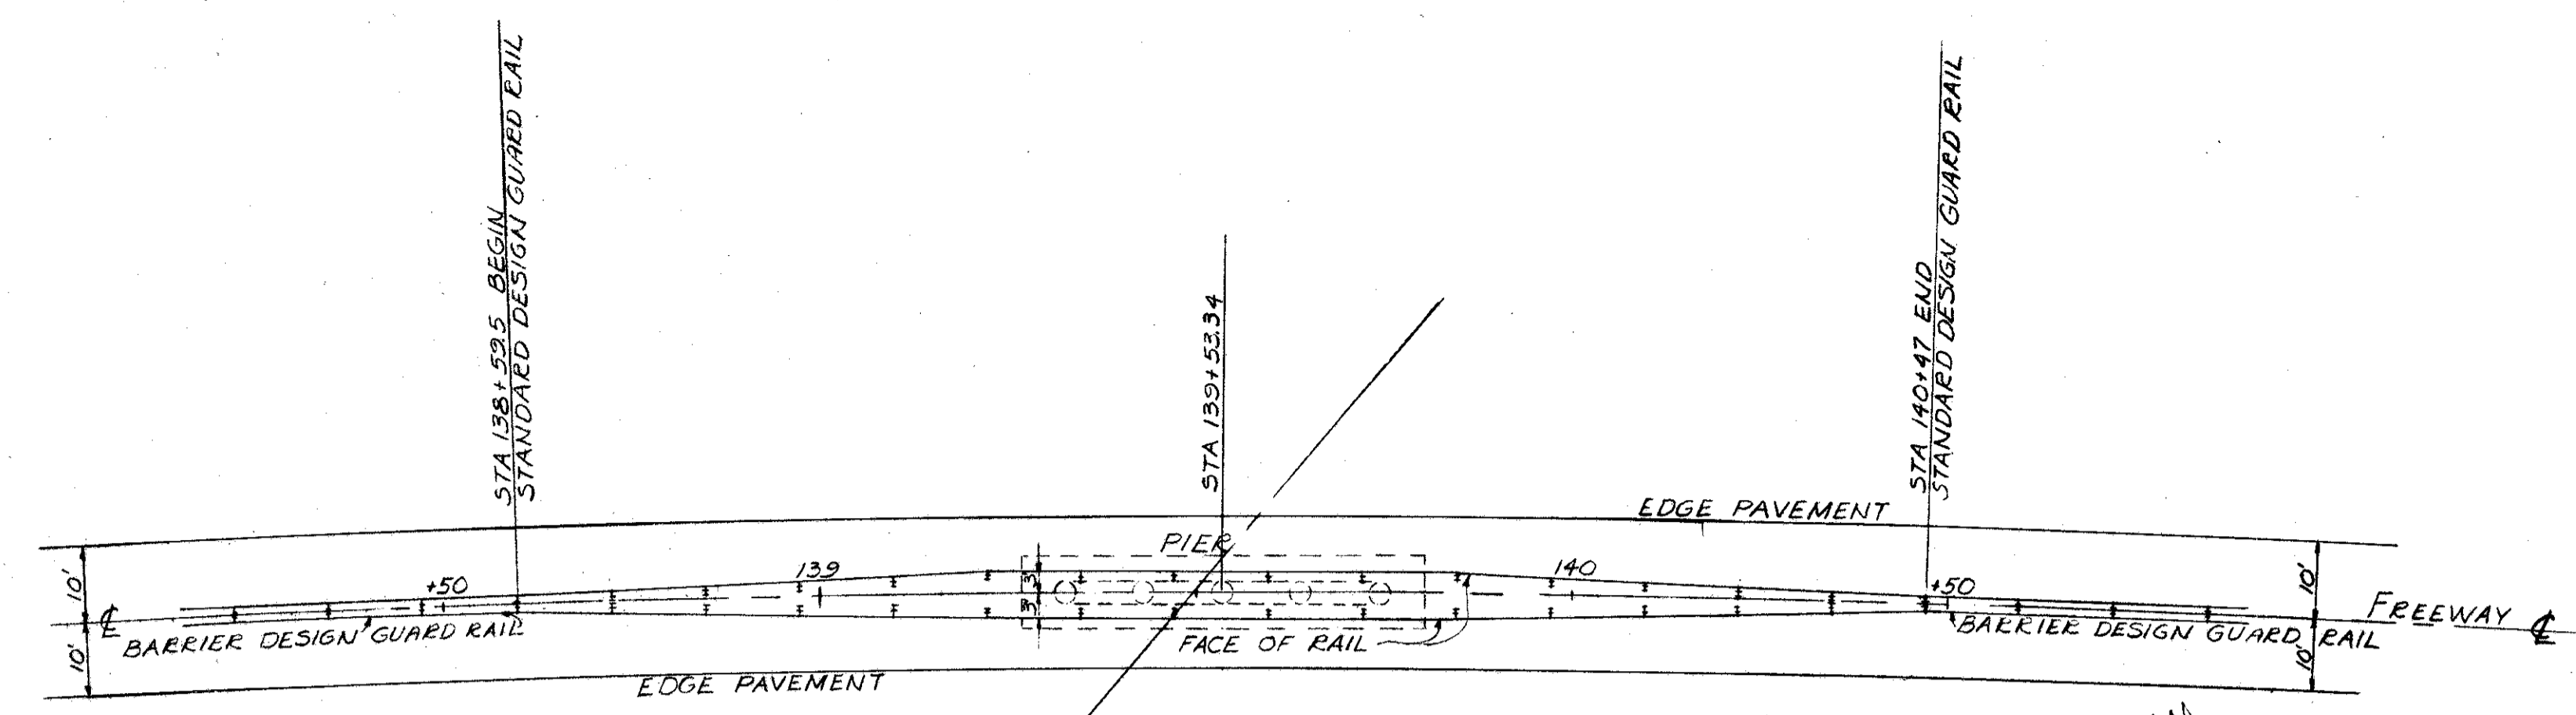 STA 138+59.5 BEGIN
STANDARD DESIGN GUARD RAIL
STA 139+53.34
STA 140+47 END
STANDARD DESIGN GUARD RAIL
EDGE PAVEMENT
PIER
10'
+50
139
3'
140
+50
10'
℄
10'
BARRIER DESIGN GUARD RAIL
3'
FACE OF RAIL
BARRIER DESIGN GUARD RAIL
10'
FREEWAY ℄
EDGE PAVEMENT